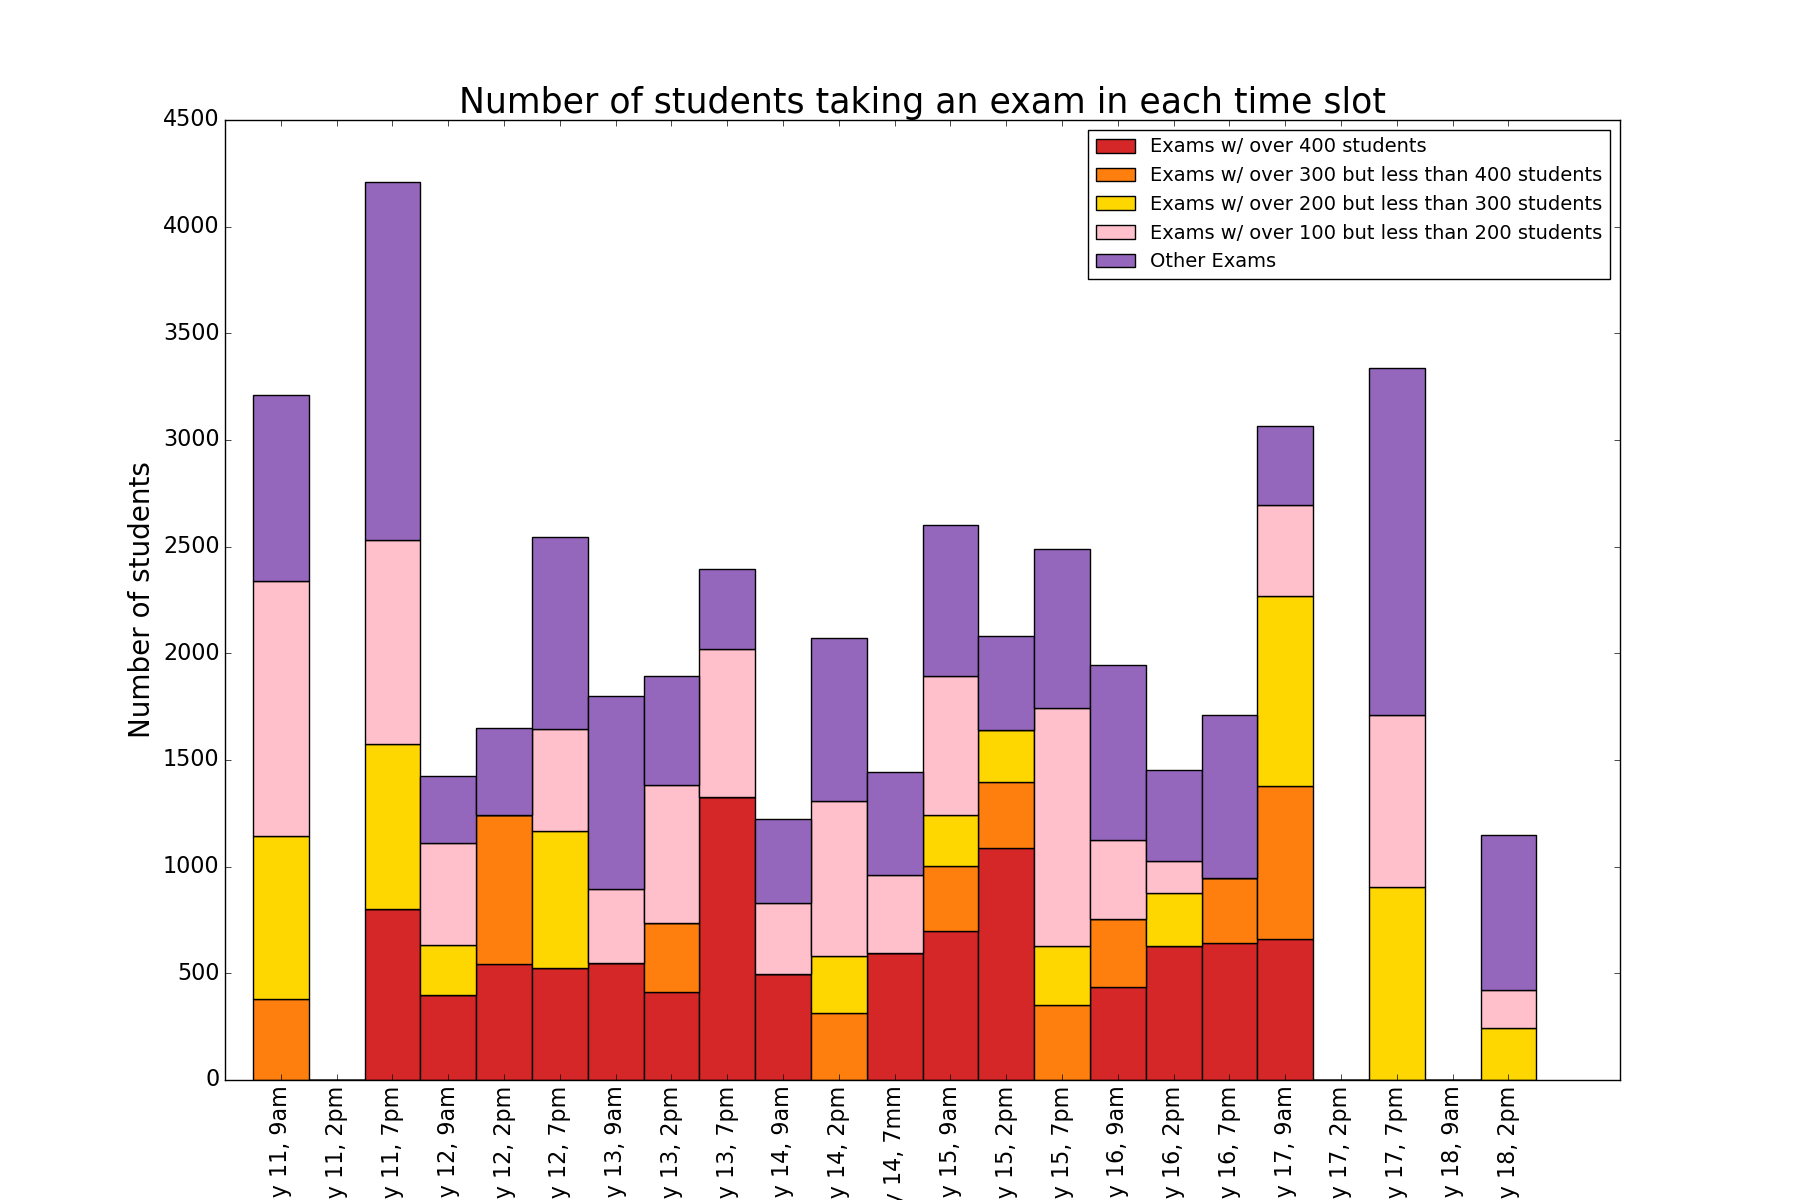 Number of students taking an exam in each time slot
Exams w/ over 400 students
Exams w/ over 300 but less than 400 students
Exams w/ over 200 but less than 300 students
Exams w/ over 100 but less than 200 students
Other Exams
Number of students
4500
4000
3500
3000
2500
2000
1500
1000
500
0
y 11, 9am
y 11, 2pm
y 11, 7pm
y 12, 9am
y 12, 2pm
y 12, 7pm
y 13, 9am
y 13, 2pm
y 13, 7pm
y 14, 9am
y 14, 2pm
y 14, 7mm
y 15, 9am
y 15, 2pm
y 15, 7pm
y 16, 9am
y 16, 2pm
y 16, 7pm
y 17, 9am
y 17, 2pm
y 17, 7pm
y 18, 9am
y 18, 2pm